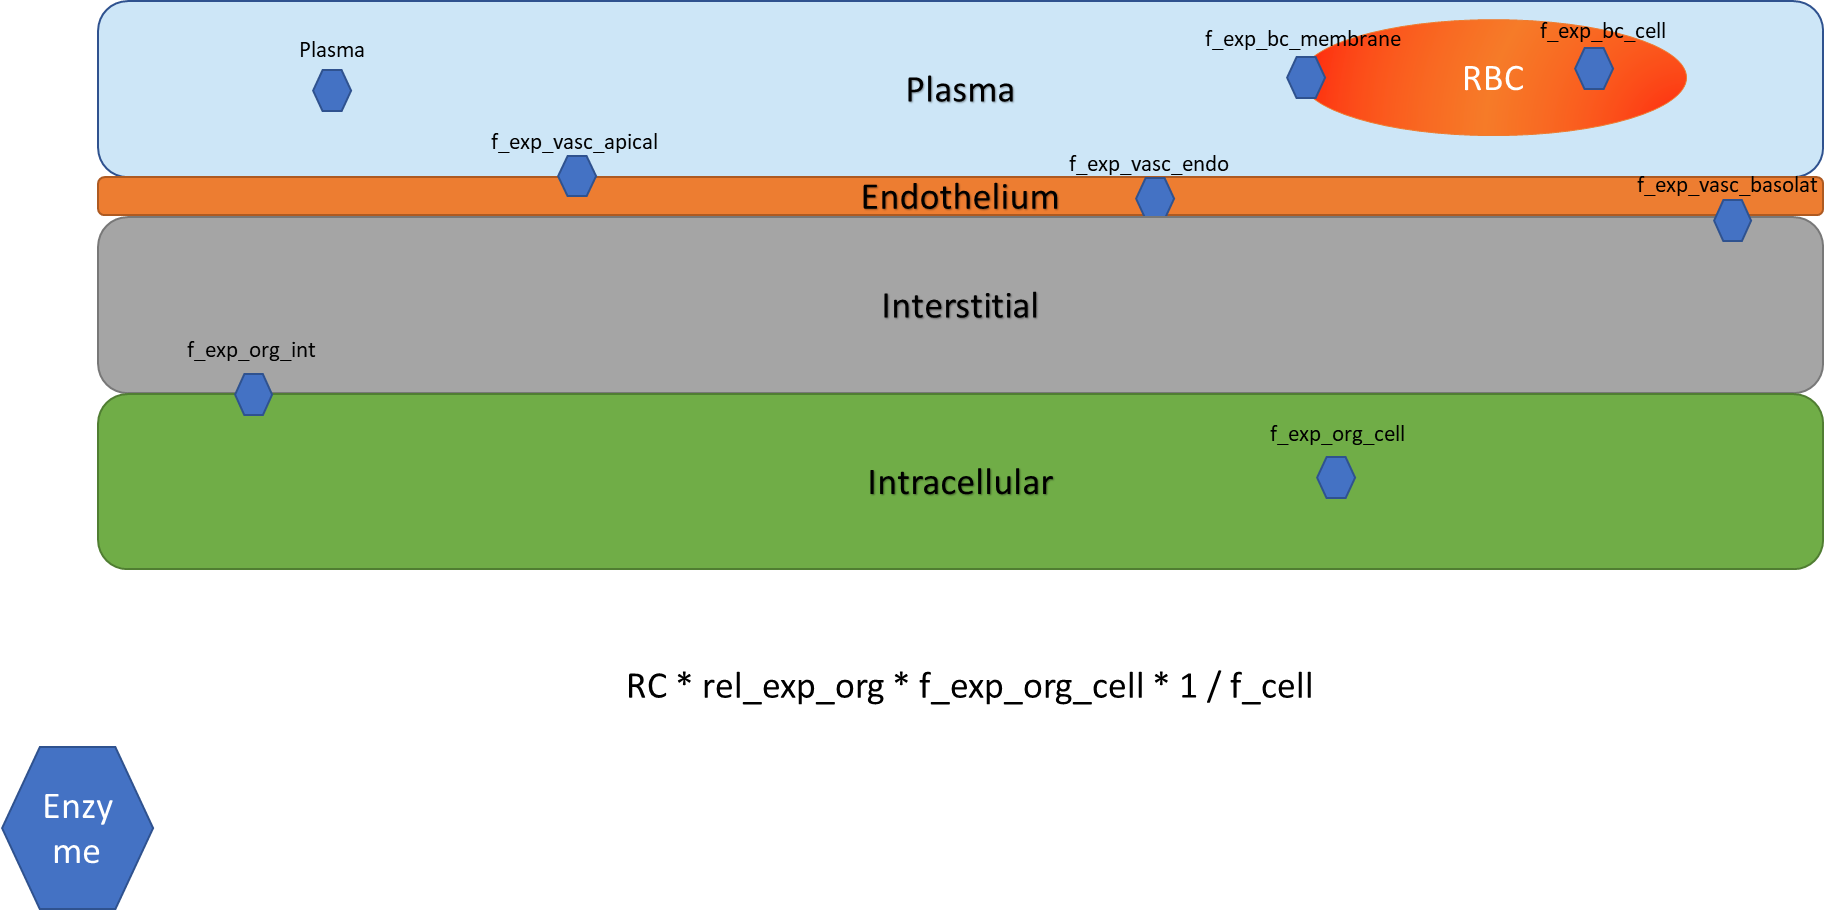 f_exp_bc_cell
f_exp_bc_membrane
Plasma
Plasma
RBC
f_exp_vasc_apical
f_exp_vasc_endo
Endothelium
f_exp_vasc_basolat
Interstitial
f_exp_org_int
f_exp_org_cell
Intracellular
RC * rel_exp_org * f_exp_org_cell * 1 / f_cell
Enzy
me